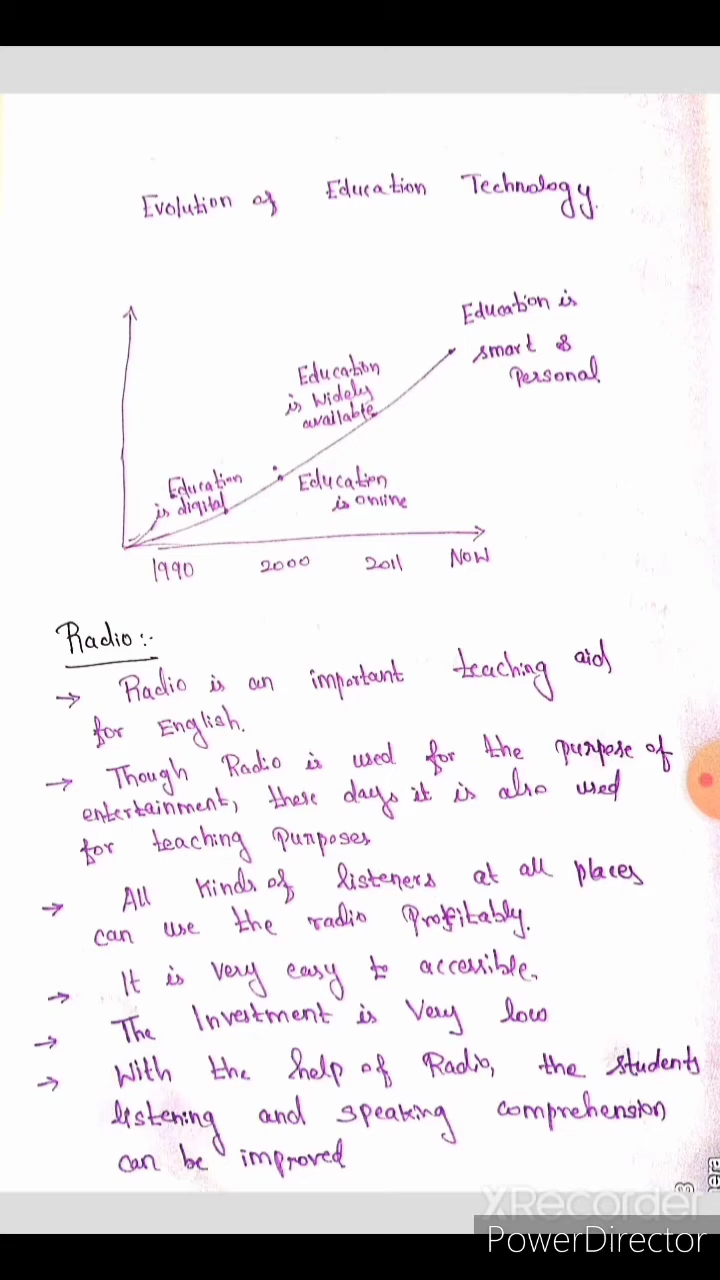 Evolution of Education Technology.
Education is
smart &
Personal
Education
is widely
available
Education
is digital
Education
is online
1990 2000 2011 NOW
Radio:-
→ Radio is an important teaching aids
for English.
→ Though Radio is used for the purpose of
entertainment, these days it is also used
for teaching purposes
→ All kinds of listeners at all places
can use the radio Profitably.
→ It is very easy to accessible.
→ The Investment is very low
→ With the help of Radio, the students
listening and speaking comprehension
can be improved
XRecorder
PowerDirector